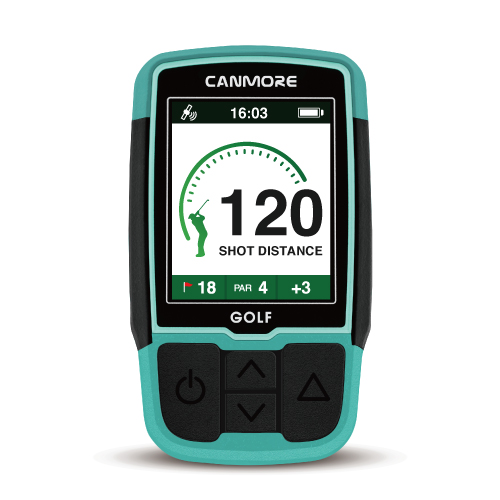 CANMORE
16:03
120
SHOT DISTANCE
18 PAR 4 +3
GOLF